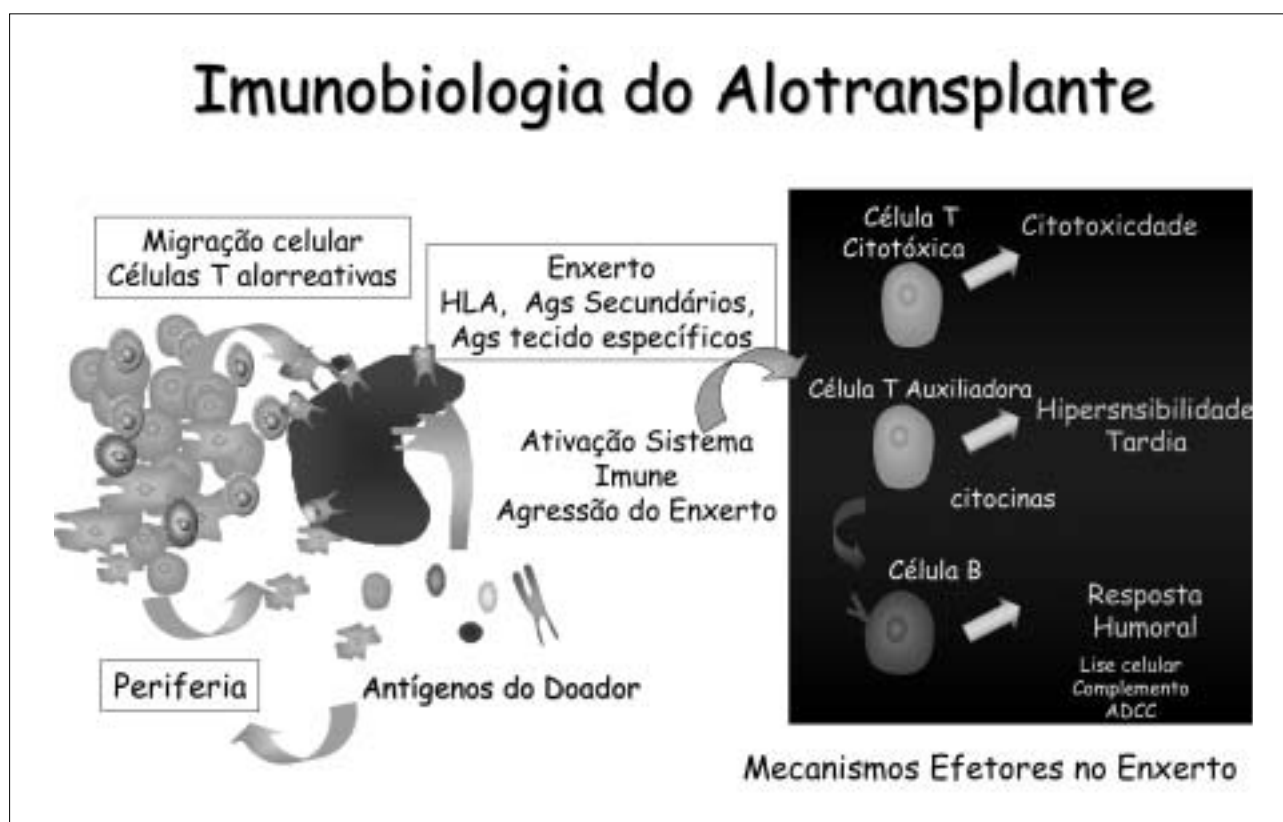 Imunobiologia do Alotransplante
Migração celular
Células T alorreativas
Enxerto
HLA, Ags Secundários,
Ags tecido específicos
Ativação Sistema
Imune
Agressão do Enxerto
Periferia
Antígenos do Doador
Célula T
Citotóxica
Citotoxicdade
Célula T Auxiliadora
Hipersnsibilidade
Tardia
citocinas
Célula B
Resposta
Humoral
Lise celular
Complemento
ADCC
Mecanismos Efetores no Enxerto